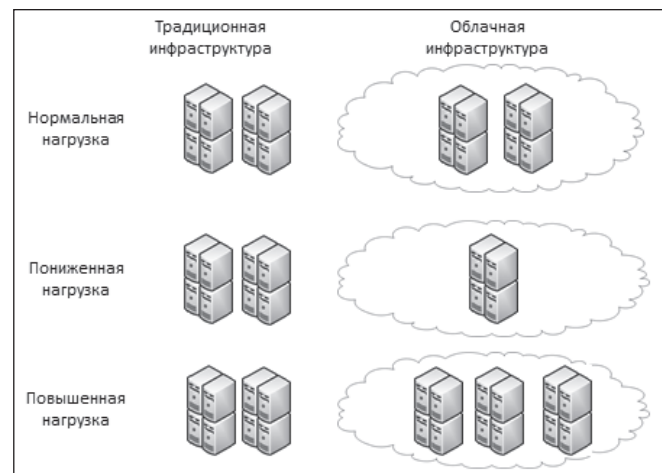 Традиционная
инфраструктура
Облачная
инфраструктура
Нормальная
нагрузка
Пониженная
нагрузка
Повышенная
нагрузка